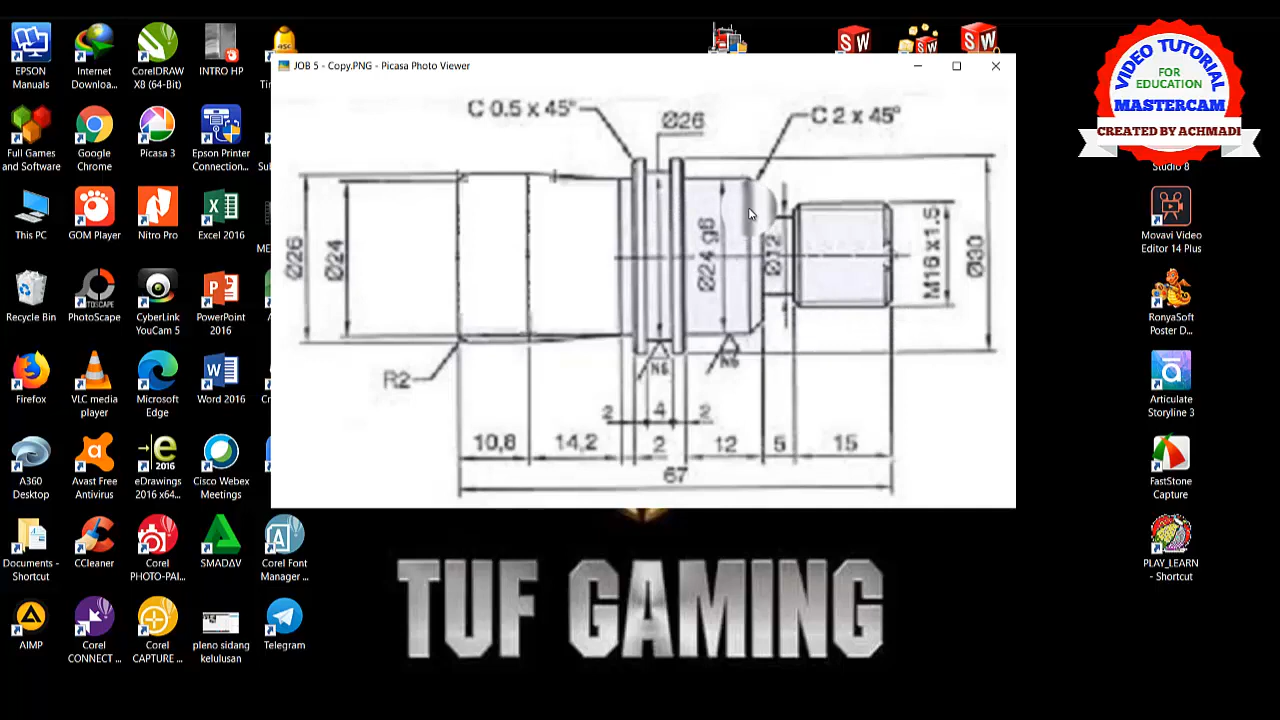 EPSON
Manuals
Internet
Downloa...
CorelDRAW
X8 (64-Bit)
INTRO HP
Full Games
and Software
Google
Chrome
Picasa 3
Epson Printer
Connection...
This PC
GOM Player
Nitro Pro
Excel 2016
Recycle Bin
PhotoScape
CyberLink
YouCam 5
PowerPoint
2016
Firefox
VLC media
player
Microsoft
Edge
Word 2016
A360
Desktop
Avast Free
Antivirus
eDrawings
2016 x64...
Cisco Webex
Meetings
Documents -
Shortcut
CCleaner
Corel
PHOTO-PAI...
SMADAV
Corel Font
Manager ...
AIMP
Corel
CONNECT ...
Corel
CAPTURE ...
pleno sidang
kelulusan
Telegram
JOB 5 - Copy.PNG - Picasa Photo Viewer
C 0.5 x 45°
Ø26
C 2 x 45°
Ø26
Ø24
Ø24 g6
Ø12
M16 x1.5
Ø30
R2
N6
N6
2
4
2
10,8
14,2
2
12
5
15
67
TUF GAMING
VIDEO TUTORIAL
FOR
EDUCATION
MASTERCAM
CREATED BY ACHMADI
Studio 8
Movavi Video
Editor 14 Plus
RonyaSoft
Poster D...
Articulate
Storyline 3
FastStone
Capture
PLAY_LEARN
- Shortcut